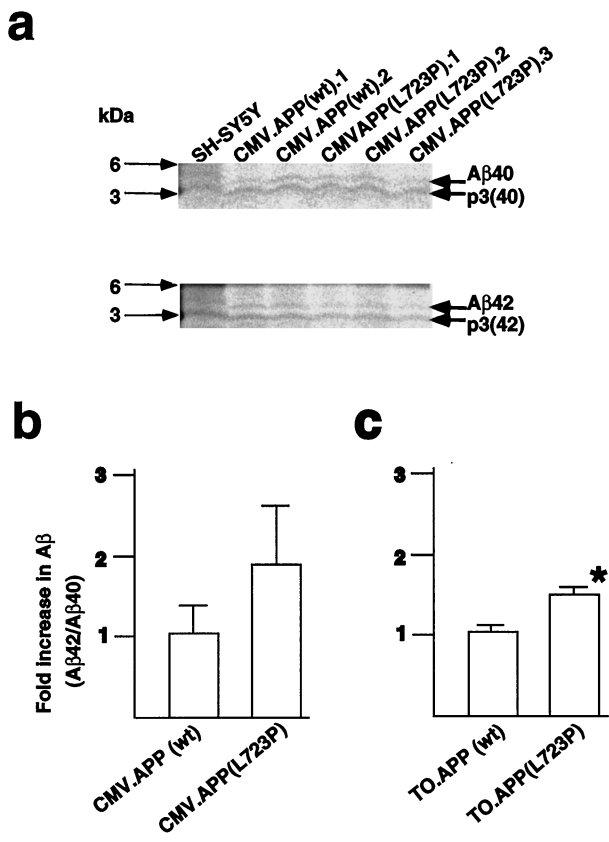 a
kDa
SH-SY5Y
CMV.APP(wt).1
CMV.APP(wt).2
CMVAPP(L723P).1
CMV.APP(L723P).2
CMV.APP(L723P).3
6
Aβ40
3
p3(40)
6
Aβ42
3
p3(42)
b
c
Fold increase in Aβ
(Aβ42/Aβ40)
3
2
1
CMV.APP (wt)
CMV.APP(L723P)
3
2
*
1
TO.APP (wt)
TO.APP(L723P)